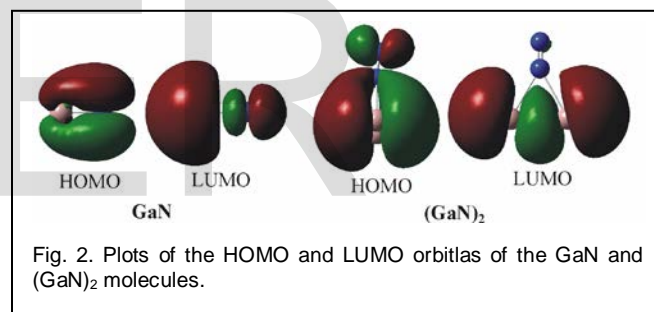 ER
HOMO LUMO HOMO LUMO
GaN (GaN)2
Fig. 2. Plots of the HOMO and LUMO orbitlas of the GaN and
(GaN)2 molecules.